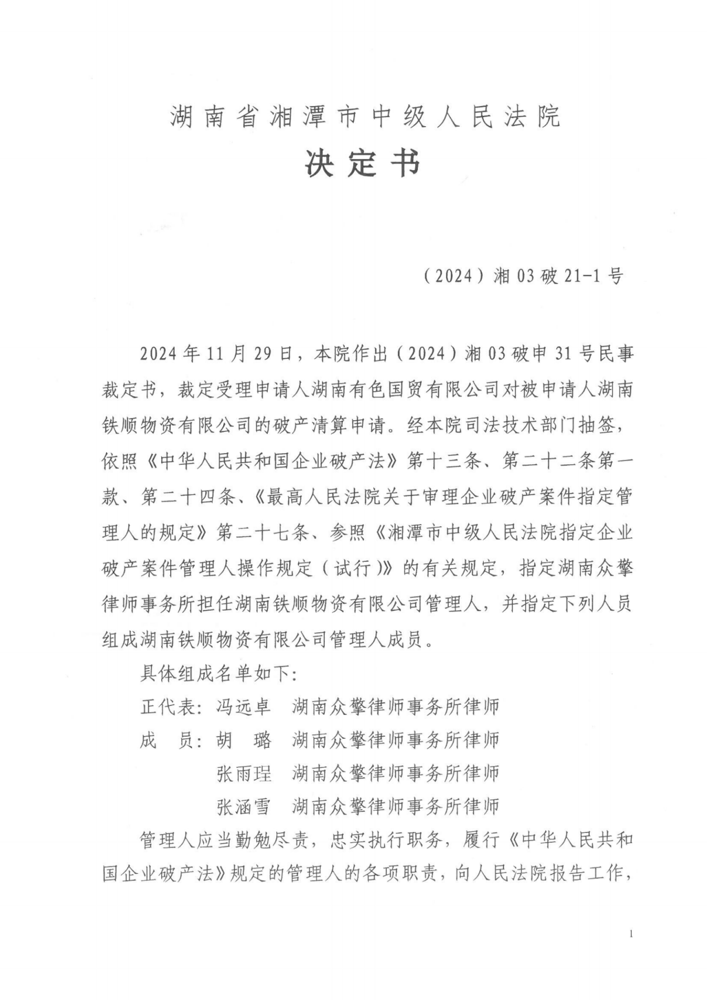 湖南省湘潭市中级人民法院
决定书
（2024）湘 03 破 21-1 号
2024 年 11 月 29 日，本院作出（2024）湘 03 破申 31 号民事
裁定书，裁定受理申请人湖南有色国贸有限公司对被申请人湖南
铁顺物资有限公司的破产清算申请。经本院司法技术部门抽签，
依照《中华人民共和国企业破产法》第十三条、第二十二条第一
款、第二十四条、《最高人民法院关于审理企业破产案件指定管
理人的规定》第二十七条、参照《湘潭市中级人民法院指定企业
破产案件管理人操作规定（试行）》的有关规定，指定湖南众擎
律师事务所担任湖南铁顺物资有限公司管理人，并指定下列人员
组成湖南铁顺物资有限公司管理人成员。
具体组成名单如下：
正代表：冯远卓　湖南众擎律师事务所律师
成　员：胡　璐　湖南众擎律师事务所律师
张雨珵　湖南众擎律师事务所律师
张涵雪　湖南众擎律师事务所律师
管理人应当勤勉尽责，忠实执行职务，履行《中华人民共和
国企业破产法》规定的管理人的各项职责，向人民法院报告工作，
1